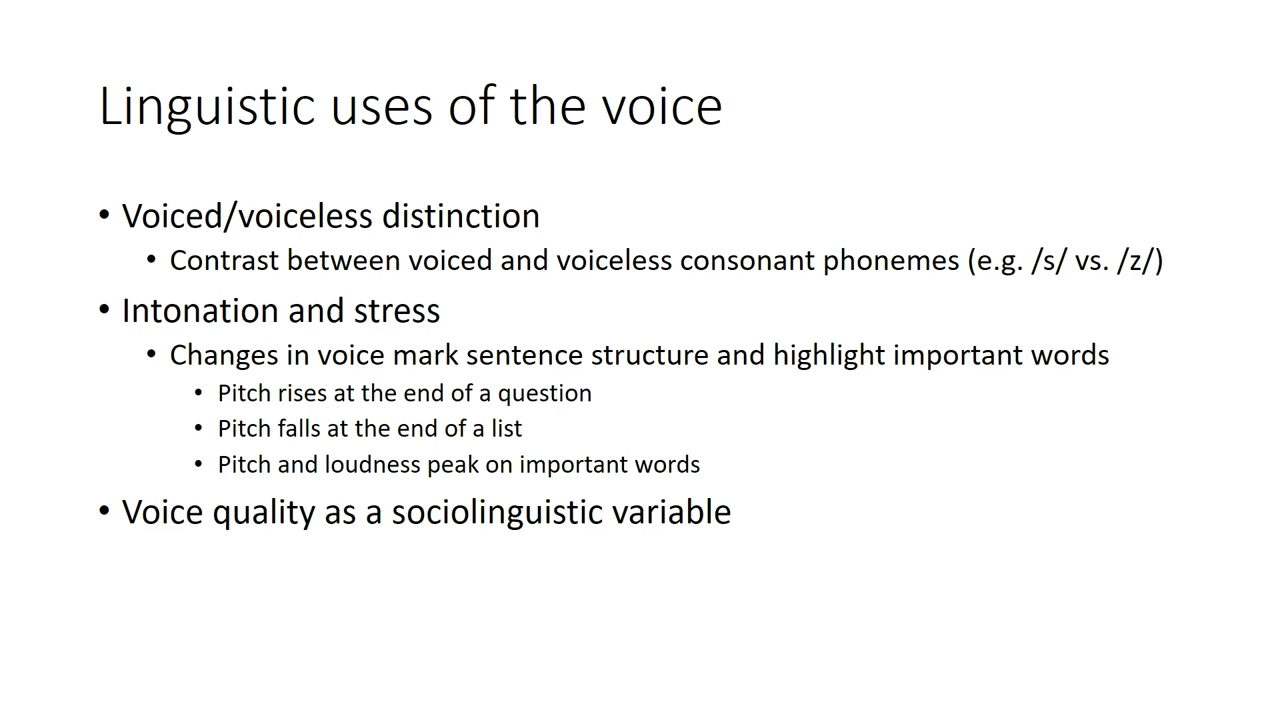 Linguistic uses of the voice
• Voiced/voiceless distinction
• Contrast between voiced and voiceless consonant phonemes (e.g. /s/ vs. /z/)
• Intonation and stress
• Changes in voice mark sentence structure and highlight important words
• Pitch rises at the end of a question
• Pitch falls at the end of a list
• Pitch and loudness peak on important words
• Voice quality as a sociolinguistic variable